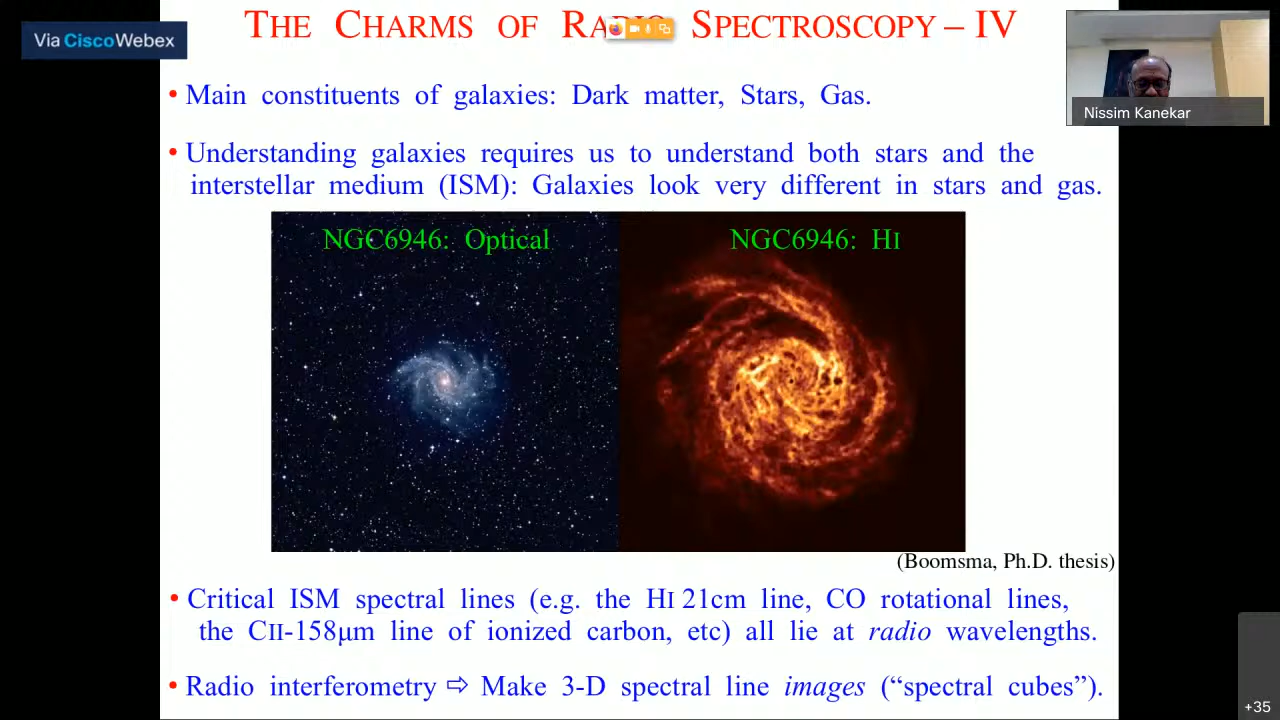 Via CiscoWebex
THE CHARMS OF RADIO SPECTROSCOPY – IV
Nissim Kanekar
• Main constituents of galaxies: Dark matter, Stars, Gas.
• Understanding galaxies requires us to understand both stars and the
interstellar medium (ISM): Galaxies look very different in stars and gas.
NGC6946: Optical
NGC6946: HI
(Boomsma, Ph.D. thesis)
• Critical ISM spectral lines (e.g. the HI 21cm line, CO rotational lines,
the CII-158μm line of ionized carbon, etc) all lie at radio wavelengths.
• Radio interferometry ⇨ Make 3-D spectral line images (“spectral cubes”).
+35